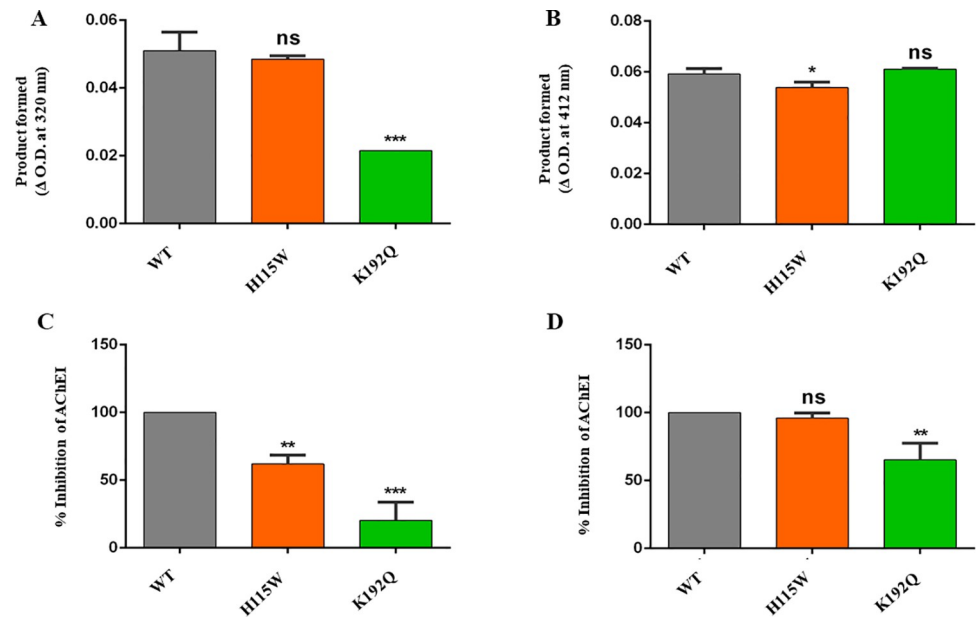 A
Product formed
(Δ O.D. at 320 nm)
0.06
0.04
0.02
0.00
ns
***
WT
H115W
K192Q
B
Product formed
(Δ O.D. at 412 nm)
0.08
0.06
0.04
0.02
0.00
*
ns
WT
H115W
K192Q
C
% Inhibition of AChEI
150
100
50
0
**
***
WT
H115W
K192Q
D
% Inhibition of AChEI
150
100
50
0
ns
**
WT
H115W
K192Q